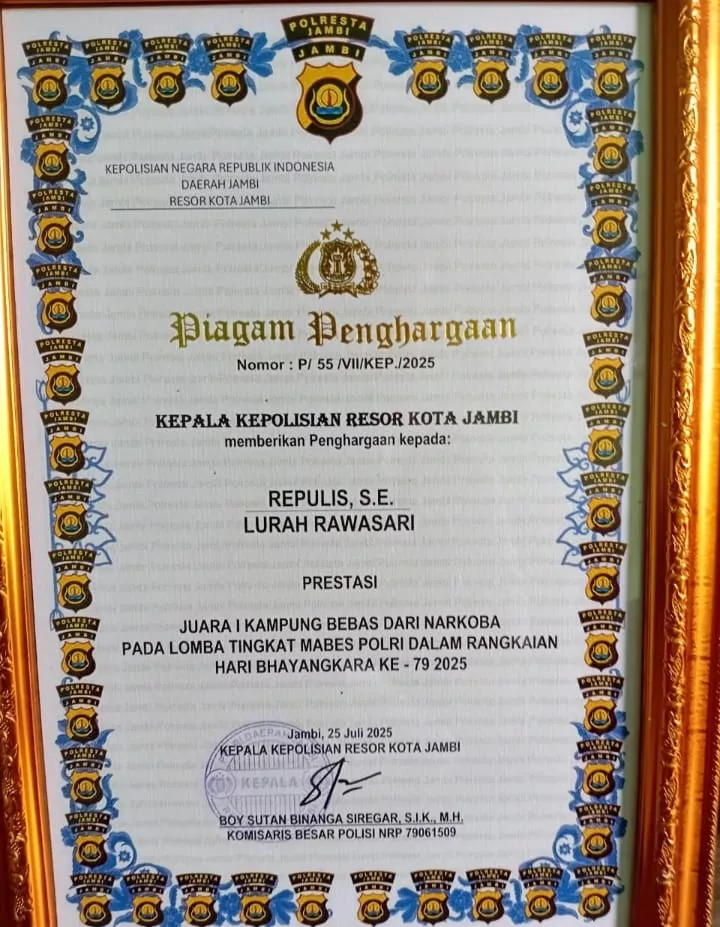 POLRESTA
JAMBI
JAMBI
KEPOLISIAN NEGARA REPUBLIK INDONESIA
DAERAH JAMBI
RESOR KOTA JAMBI
Piagam Penghargaan
Nomor : P/ 55 /VII/KEP./2025
KEPALA KEPOLISIAN RESOR KOTA JAMBI
memberikan Penghargaan kepada:
REPULIS, S.E.
LURAH RAWASARI
PRESTASI
JUARA I KAMPUNG BEBAS DARI NARKOBA
PADA LOMBA TINGKAT MABES POLRI DALAM RANGKAIAN
HARI BHAYANGKARA KE - 79 2025
Jambi, 25 Juli 2025
KEPALA KEPOLISIAN RESOR KOTA JAMBI
KEPALA
BOY SUTAN BINANGA SIREGAR, S.I.K., M.H.
KOMISARIS BESAR POLISI NRP 79061509